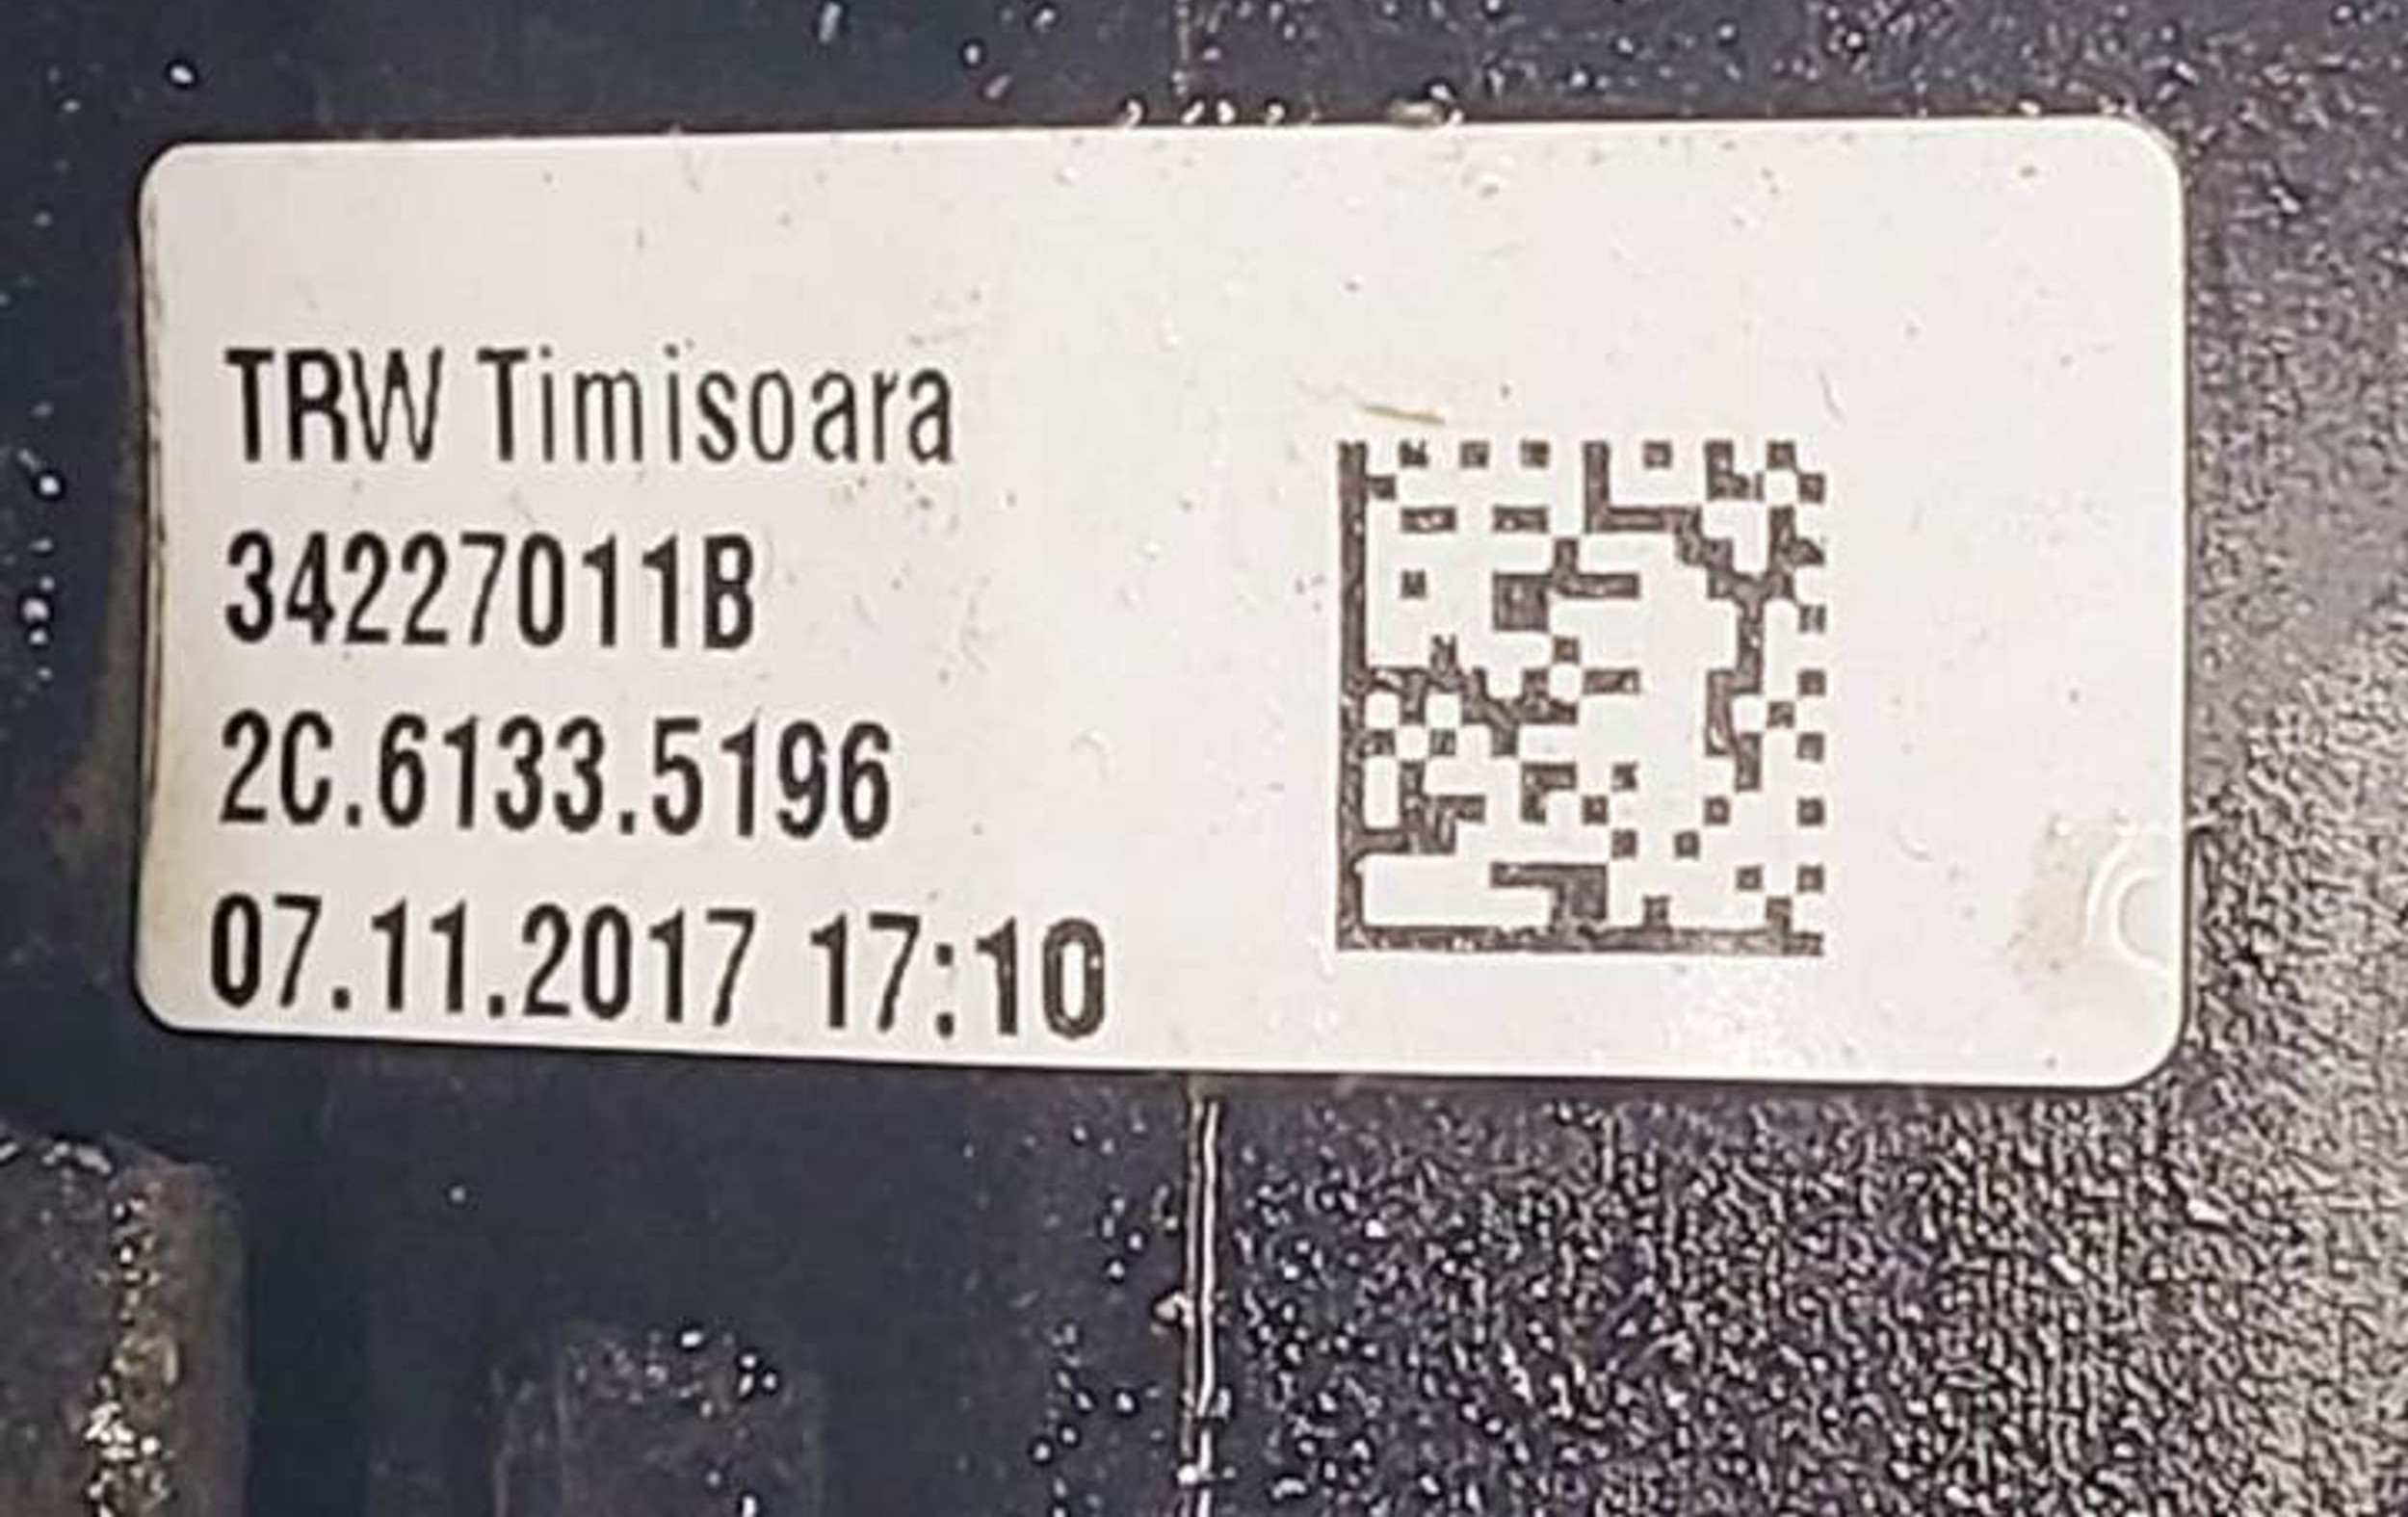 TRW Timisoara
34227011B
2C.6133.5196
07.11.2017 17:10